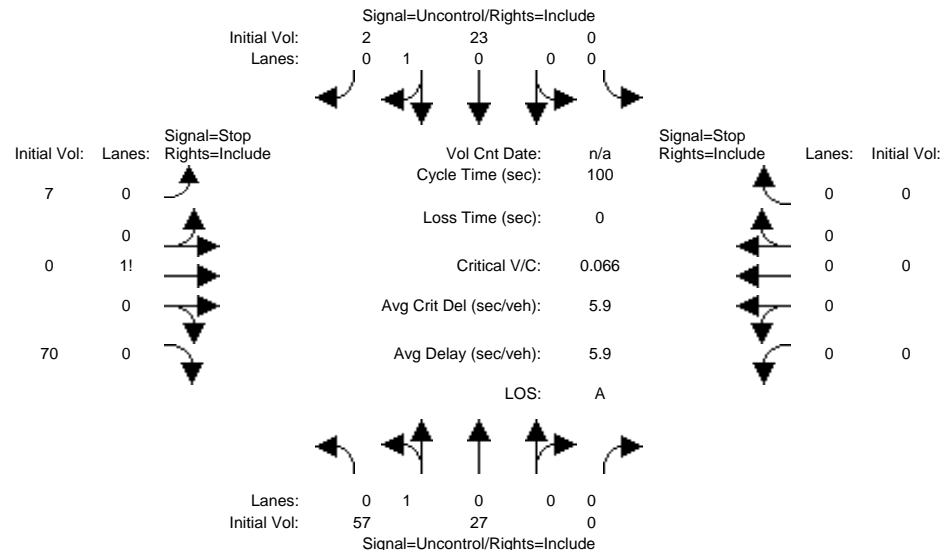 Signal=Uncontrol/Rights=Include
Initial Vol: 2 23 0
Lanes: 0 1 0 0 0
Signal=Stop Signal=Stop
Initial Vol: Lanes: Rights=Include Vol Cnt Date: n/a Rights=Include Lanes: Initial Vol:
Cycle Time (sec): 100
7 0 0 0
Loss Time (sec): 0
0 0
0 1! Critical V/C: 0.066 0 0
0 Avg Crit Del (sec/veh): 5.9 0
70 0 Avg Delay (sec/veh): 5.9 0 0
LOS: A
Lanes: 0 1 0 0 0
Initial Vol: 57 27 0
Signal=Uncontrol/Rights=Include